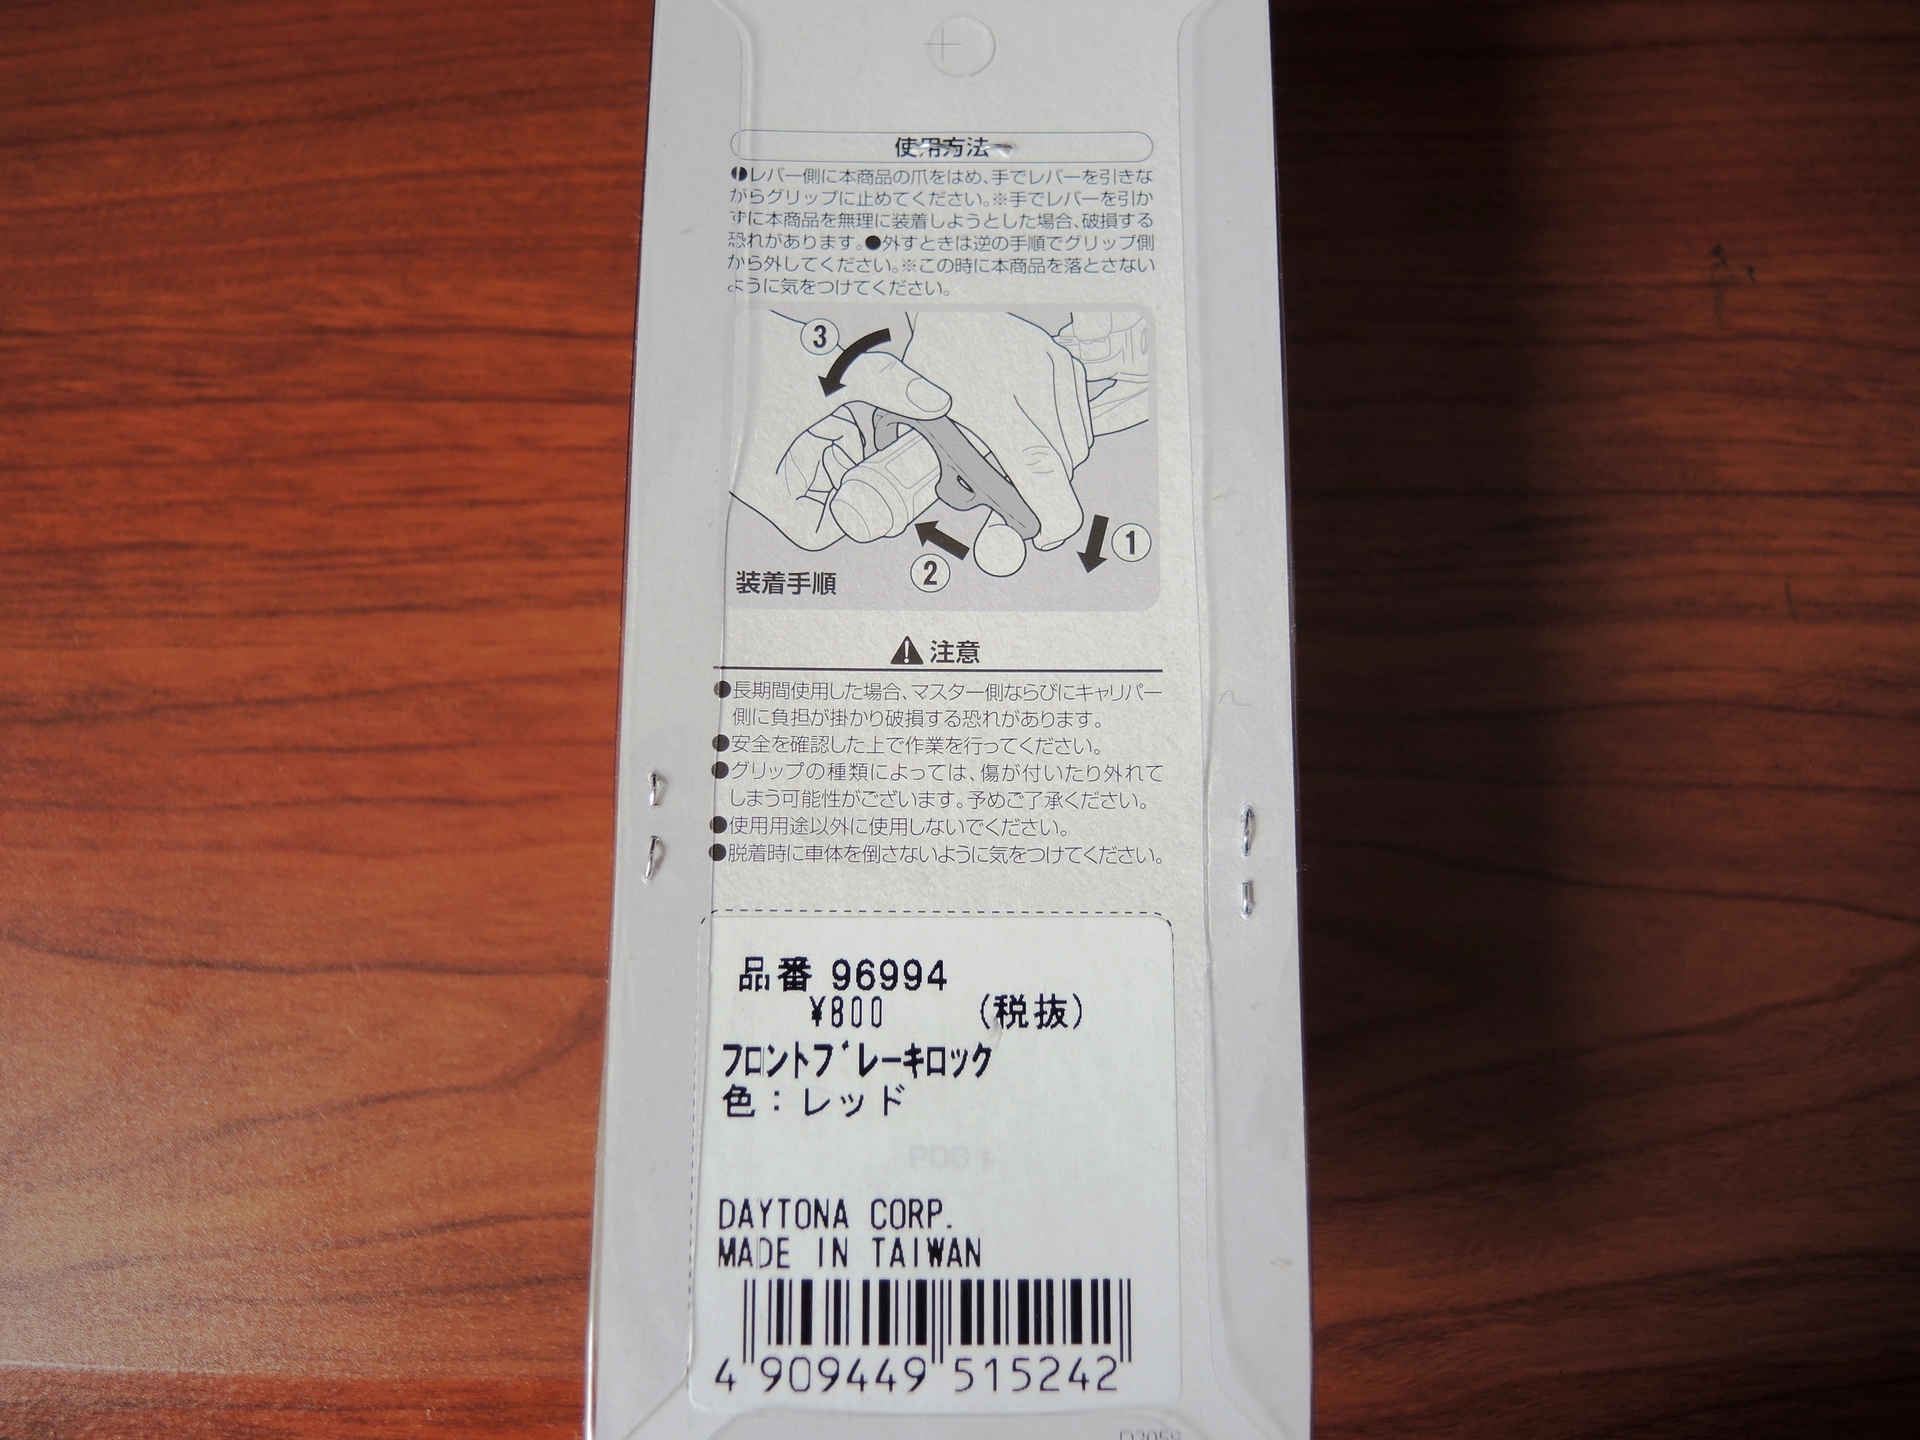 使用方法
●レバー側に本商品の爪をはめ、手でレバーを引きな
がらグリップに止めてください。※手でレバーを引か
ずに本商品を無理に装着しようとした場合、破損する
恐れがあります。●外すときは逆の手順でグリップ側
から外してください。※この時に本商品を落とさない
ように気をつけてください。
3
1
2
装着手順
注意
●長期間使用した場合、マスター側ならびにキャリパー
側に負担が掛かり破損する恐れがあります。
●安全を確認した上で作業を行ってください。
●グリップの種類によっては、傷が付いたり外れて
しまう可能性がございます。予めご了承ください。
●使用用途以外に使用しないでください。
●脱着時に車体を倒さないように気をつけてください。
品番 96994
¥800 (税抜)
フロントブレーキロック
色：レッド
DAYTONA CORP.
MADE IN TAIWAN
4 909449 515242